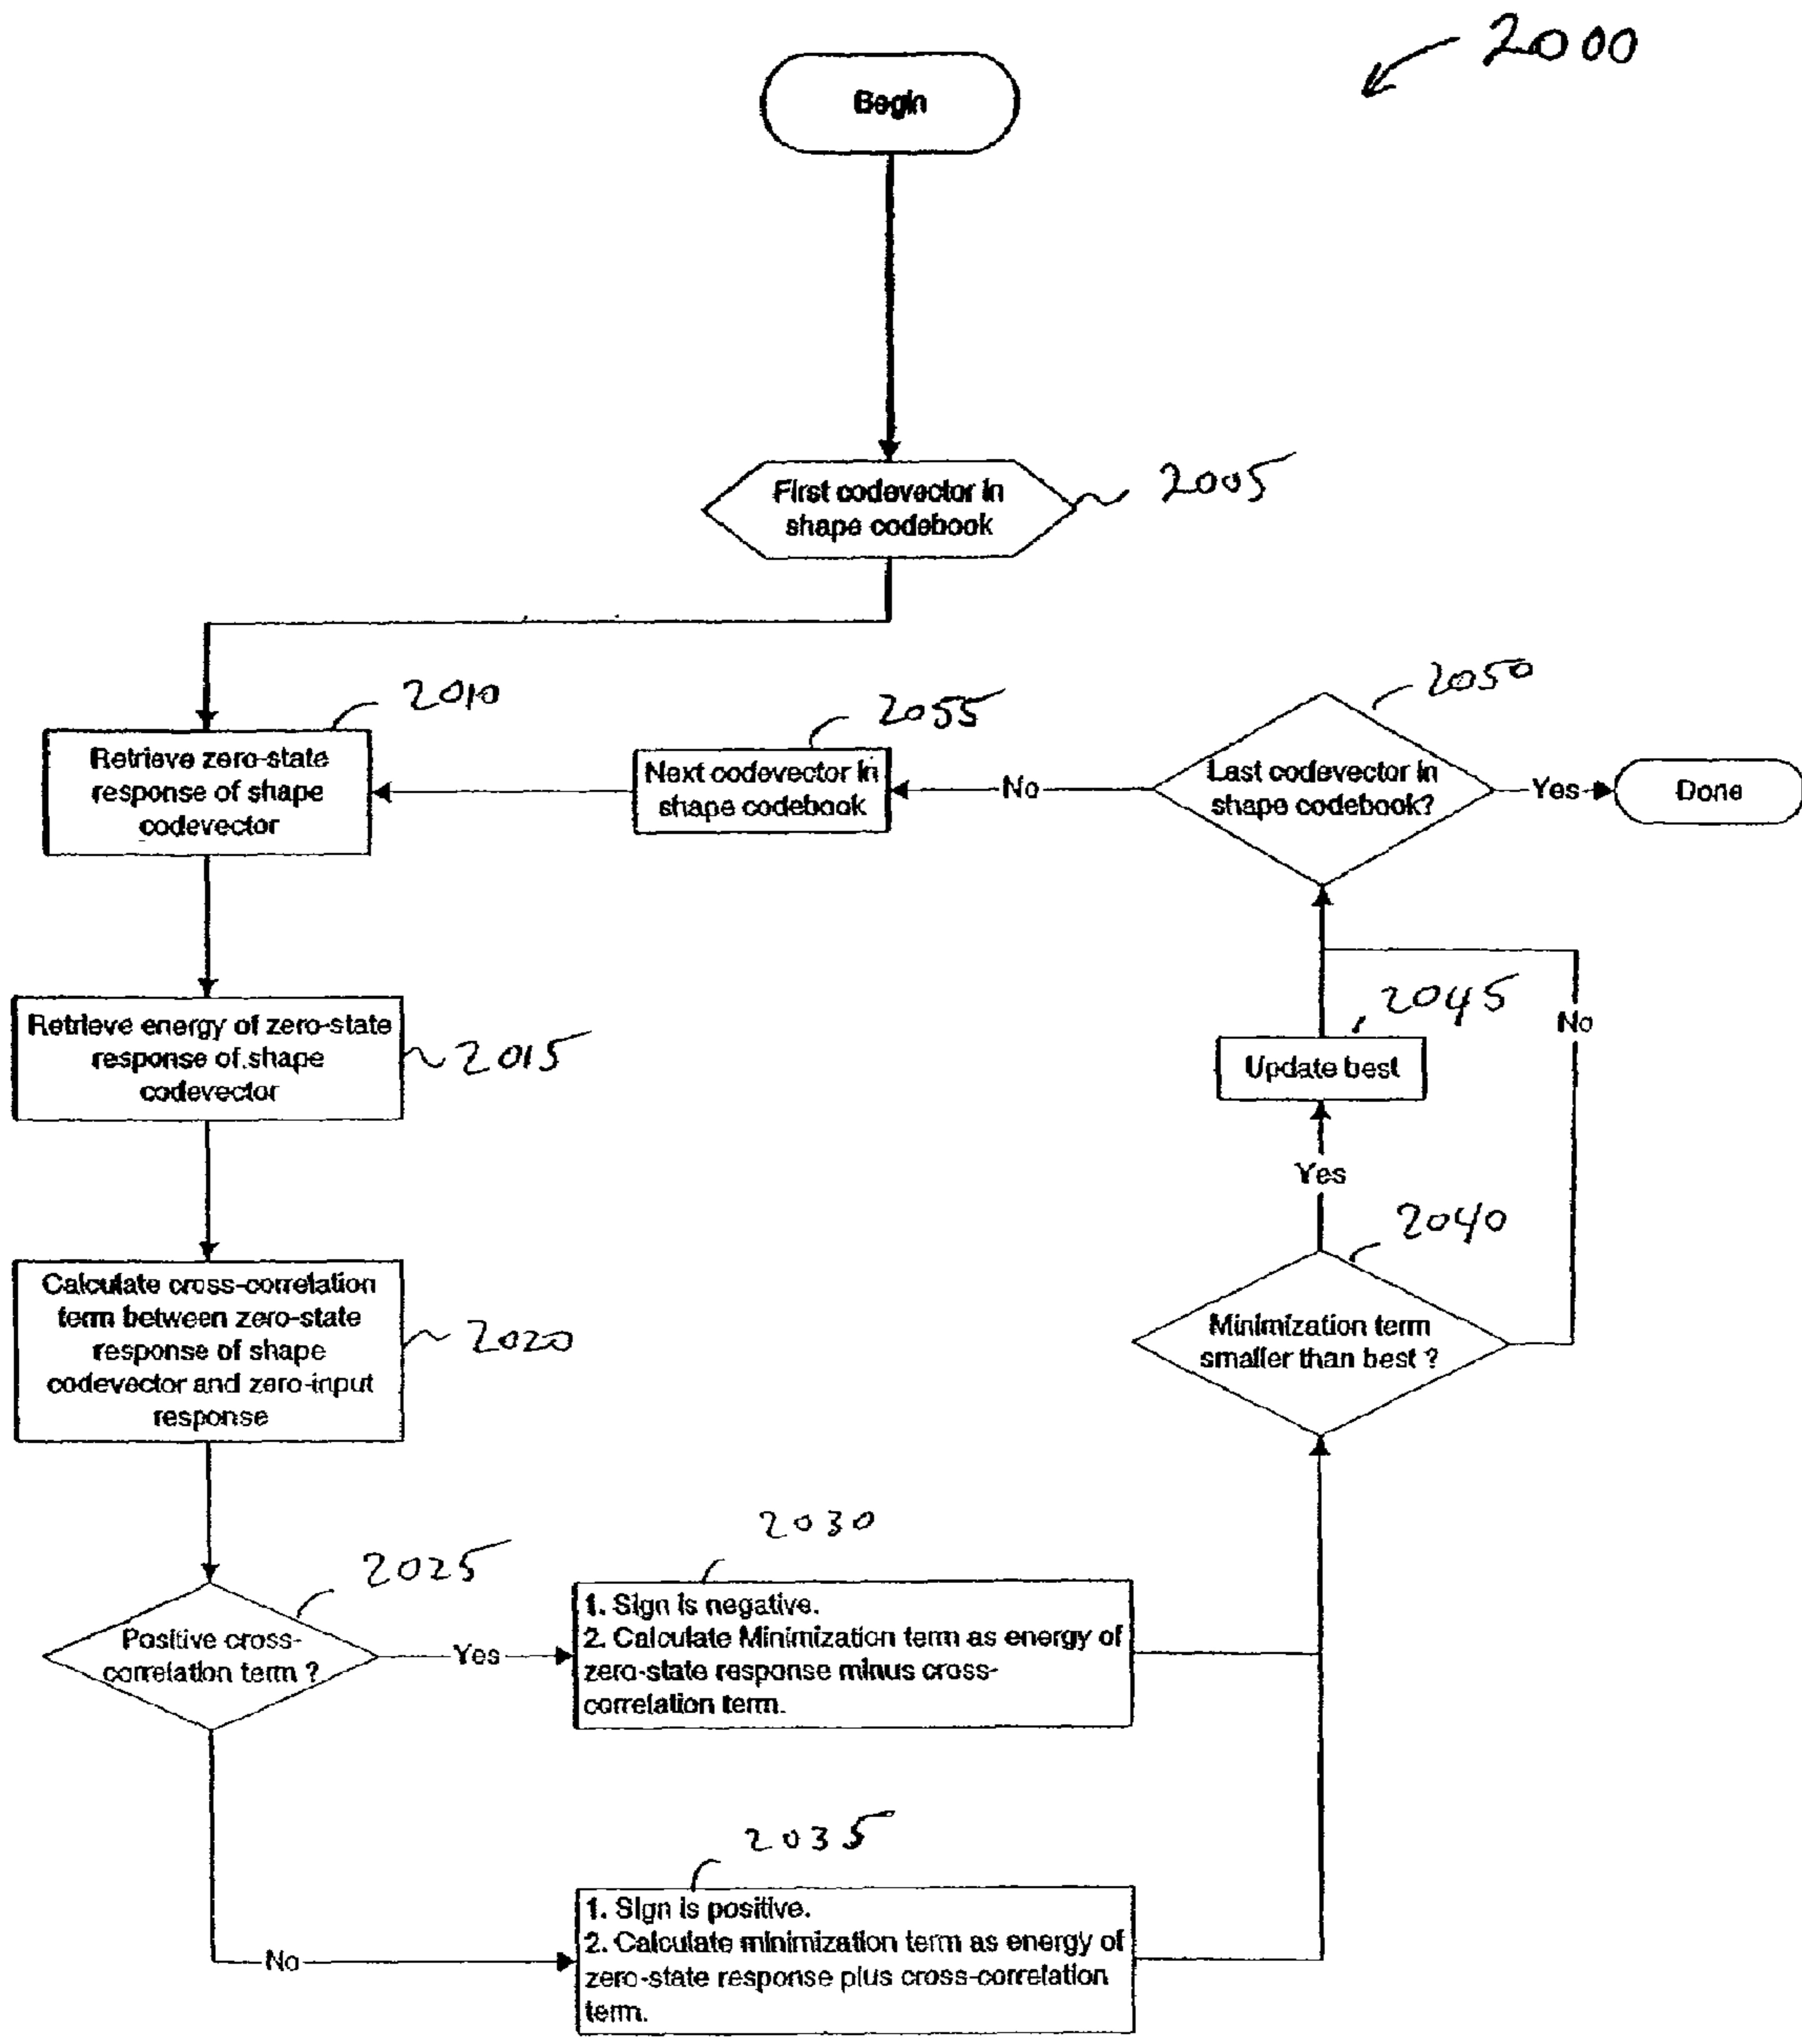 2000
Begin
First codevector in
shape codebook
2005
2010
Retrieve zero-state
response of shape
codevector
2055
Next codevector in
shape codebook
No
2050
Last codevector in
shape codebook?
Yes
Done
Retrieve energy of zero-state
response of shape
codevector
2015
2045
Update best
No
Yes
Calculate cross-correlation
term between zero-state
response of shape
codevector and zero-input
response
2020
2040
Minimization term
smaller than best ?
2025
Positive cross-
correlation term ?
Yes
2030
1. Sign is negative.
2. Calculate Minimization term as energy of
zero-state response minus cross-
correlation term.
No
2035
1. Sign is positive.
2. Calculate minimization term as energy of
zero-state response plus cross-correlation
term.